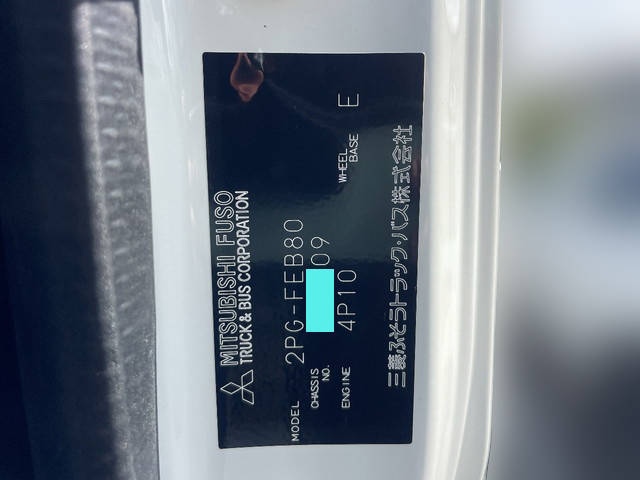 MITSUBISHI FUSO
TRUCK & BUS CORPORATION
MODEL 2PG-FEB80
CHASSIS NO. 09
ENGINE 4P10 WHEEL BASE E
三菱ふそうトラック・バス株式会社